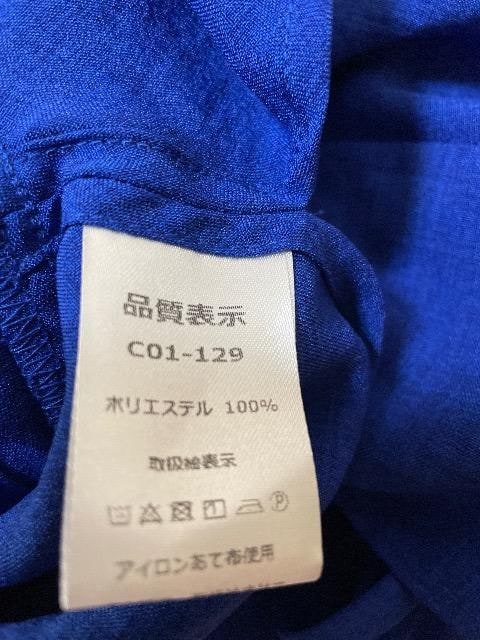 品質表示
C01-129
ポリエステル 100%
取扱絵表示
アイロンあて布使用